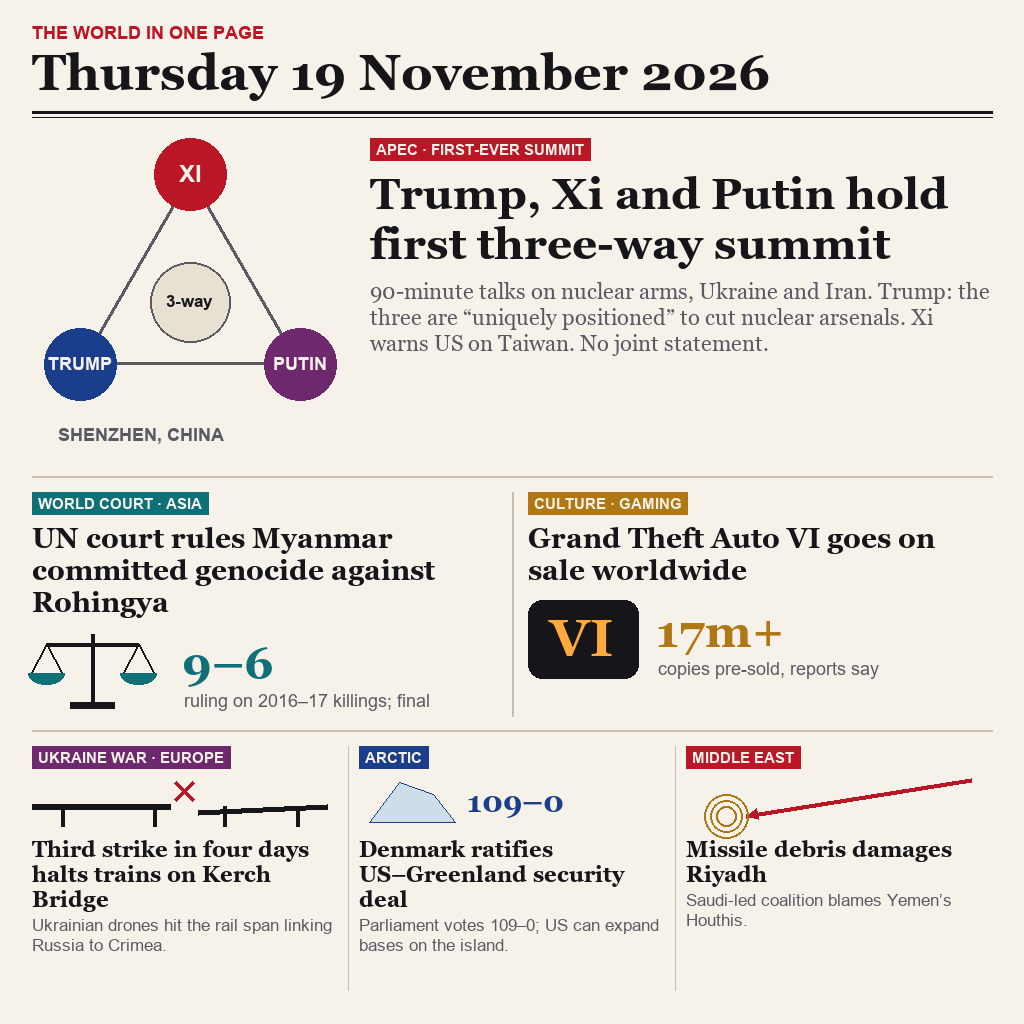 THE WORLD IN ONE PAGE
Thursday 19 November 2026
XI
3-way
TRUMP
PUTIN
SHENZHEN, CHINA
APEC · FIRST-EVER SUMMIT
Trump, Xi and Putin hold
first three-way summit
90-minute talks on nuclear arms, Ukraine and Iran. Trump: the
three are “uniquely positioned” to cut nuclear arsenals. Xi
warns US on Taiwan. No joint statement.
WORLD COURT · ASIA
UN court rules Myanmar
committed genocide against
Rohingya
9–6
ruling on 2016–17 killings; final
CULTURE · GAMING
Grand Theft Auto VI goes on
sale worldwide
VI
17m+
copies pre-sold, reports say
UKRAINE WAR · EUROPE
Third strike in four days
halts trains on Kerch
Bridge
Ukrainian drones hit the rail span linking
Russia to Crimea.
ARCTIC
109–0
Denmark ratifies
US–Greenland security
deal
Parliament votes 109–0; US can expand
bases on the island.
MIDDLE EAST
Missile debris damages
Riyadh
Saudi-led coalition blames Yemen’s
Houthis.